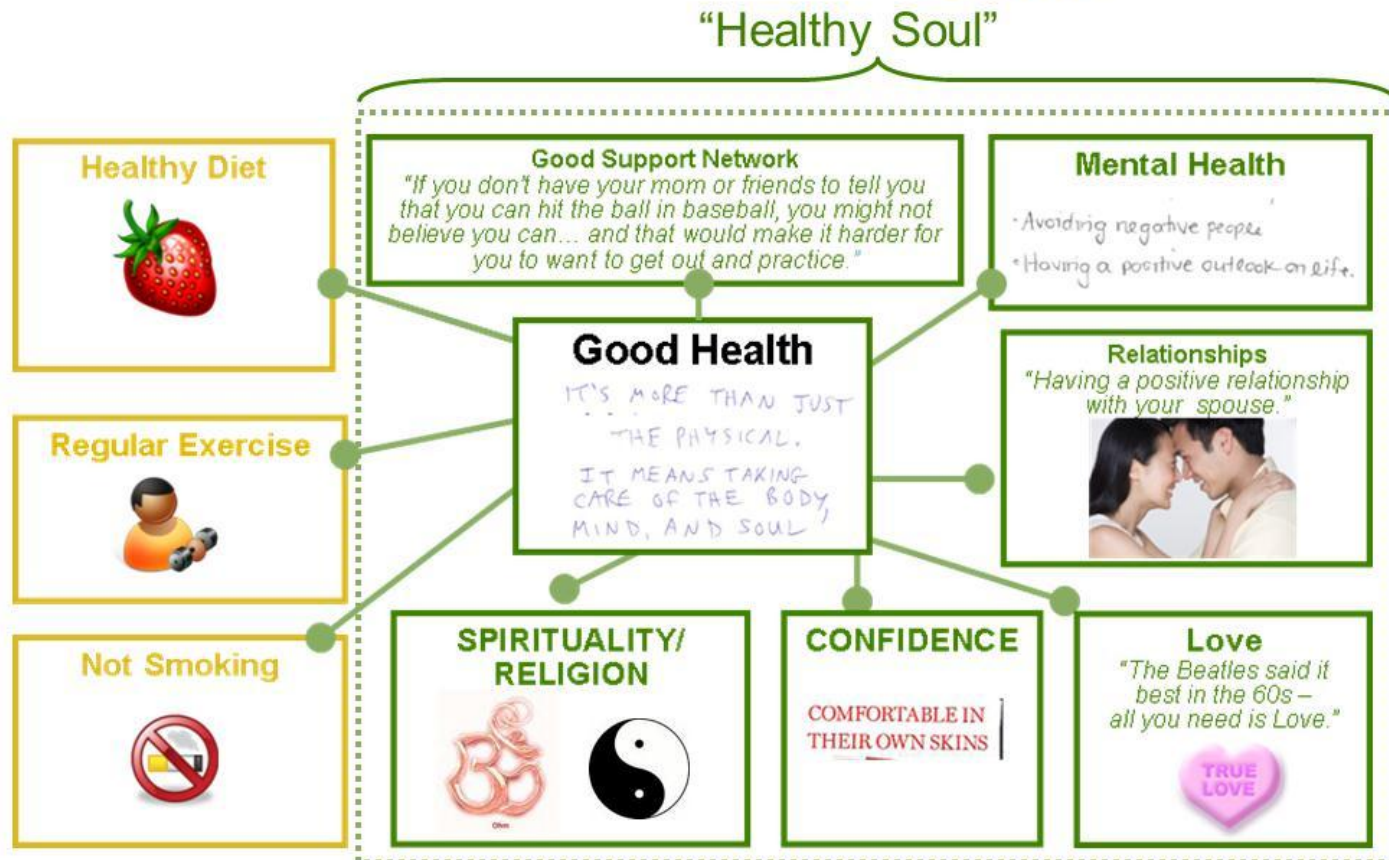 “Healthy Soul”
Healthy Diet
Regular Exercise
Not Smoking
Good Support Network
“If you don’t have your mom or friends to tell you
that you can hit the ball in baseball, you might not
believe you can… and that would make it harder for
you to want to get out and practice.”
Mental Health
• Avoiding negative people
• Having a positive outlook on life.
Good Health
IT'S MORE THAN JUST
THE PHYSICAL.
IT MEANS TAKING
CARE OF THE BODY,
MIND, AND SOUL
Relationships
“Having a positive relationship
with your spouse.”
SPIRITUALITY/
RELIGION
Ohm
CONFIDENCE
COMFORTABLE IN
THEIR OWN SKINS
Love
“The Beatles said it
best in the 60s –
all you need is Love.”
TRUE
LOVE